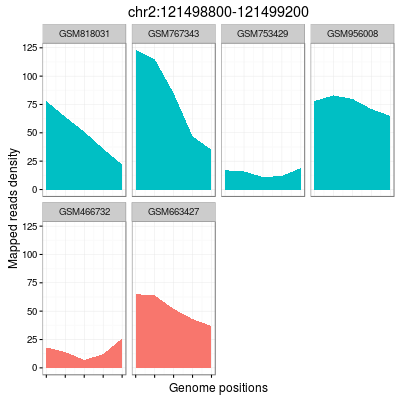 chr2:121498800-121499200
GSM818031 GSM767343 GSM753429 GSM956008
125
100
75
50
25
0
Mapped reads density
GSM466732 GSM663427
125
100
75
50
25
0
Genome positions